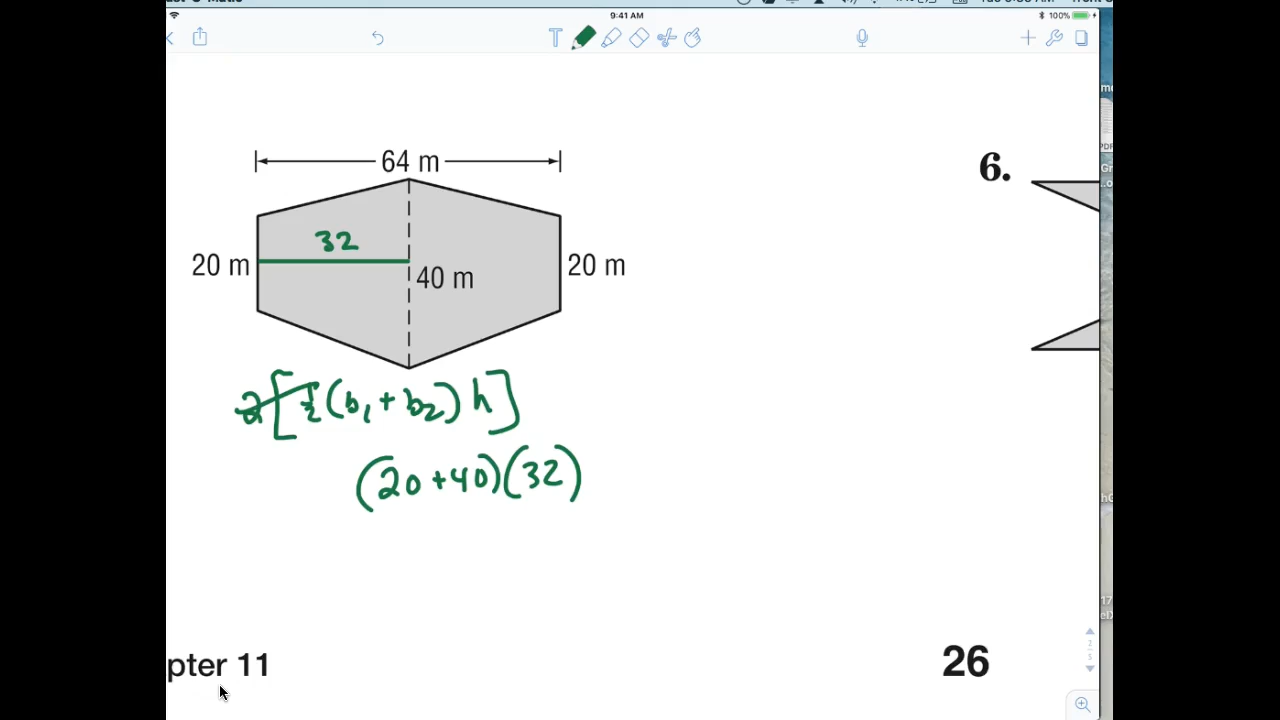 9:41 AM
100%
T
64 m
6.
32
20 m
40 m
20 m
2[½(b₁ + b₂)h]
(20 + 40)(32)
pter 11
26